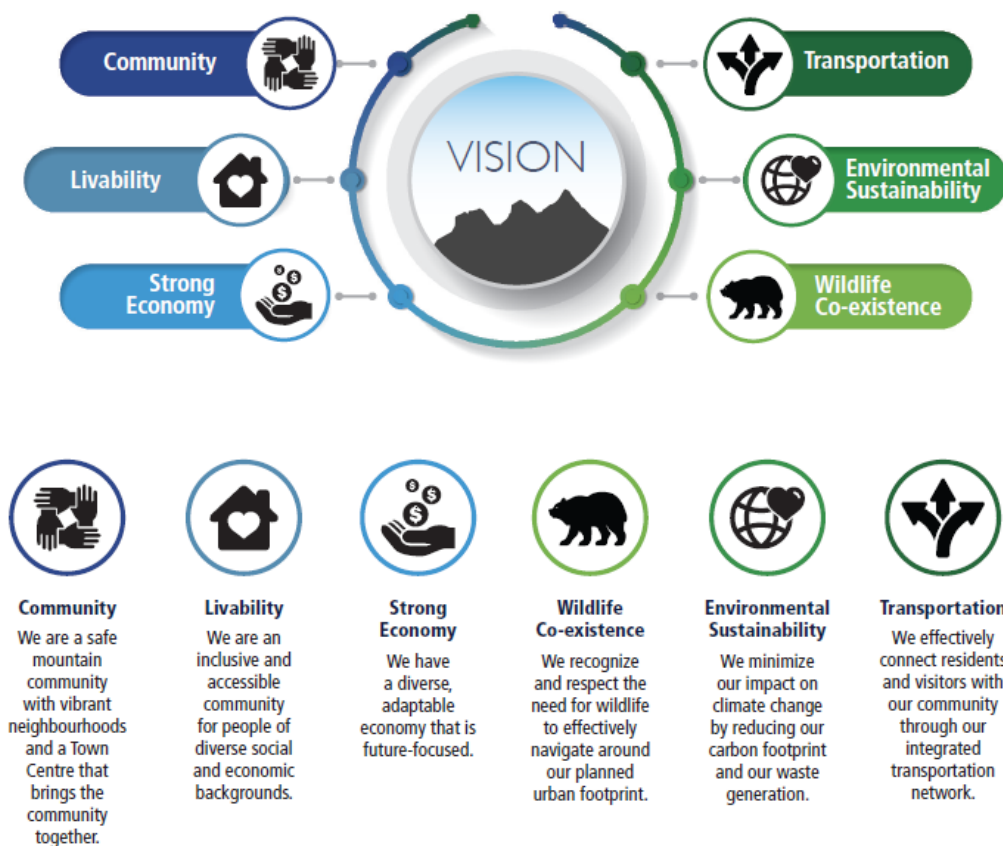 Community
Transportation
VISION
Livability
Environmental
Sustainability
Strong
Economy
Wildlife
Co-existence
Community
We are a safe
mountain
community
with vibrant
neighbourhoods
and a Town
Centre that
brings the
community
together.
Livability
We are an
inclusive and
accessible
community
for people of
diverse social
and economic
backgrounds.
Strong
Economy
We have
a diverse,
adaptable
economy that is
future-focused.
Wildlife
Co-existence
We recognize
and respect the
need for wildlife
to effectively
navigate around
our planned
urban footprint.
Environmental
Sustainability
We minimize
our impact on
climate change
by reducing our
carbon footprint
and our waste
generation.
Transportation
We effectively
connect residents
and visitors with
our community
through our
integrated
transportation
network.